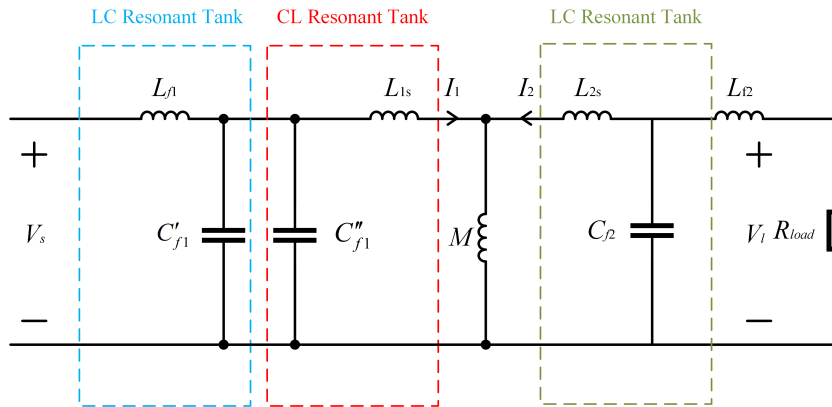 LC Resonant Tank CL Resonant Tank LC Resonant Tank
Lf1 L1s I1 I2 L2s Lf2
+ +
Vs C′f1 C″f1 M Cf2 Vl Rload
− −